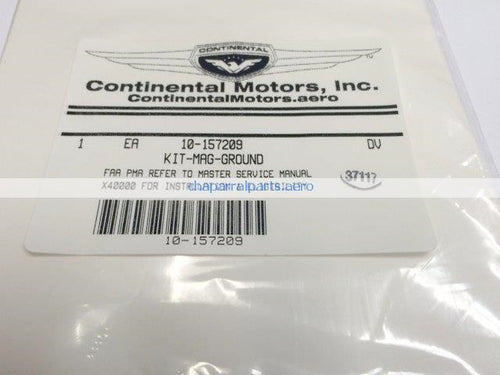 CONTINENTAL
Continental Motors, Inc.
ContinentalMotors.aero
1 EA 10-157209 DV
KIT-MAG-GROUND
FAA PMA REFER TO MASTER SERVICE MANUAL
37117
X40000 FOR
chaparralparts.aero
10-157209